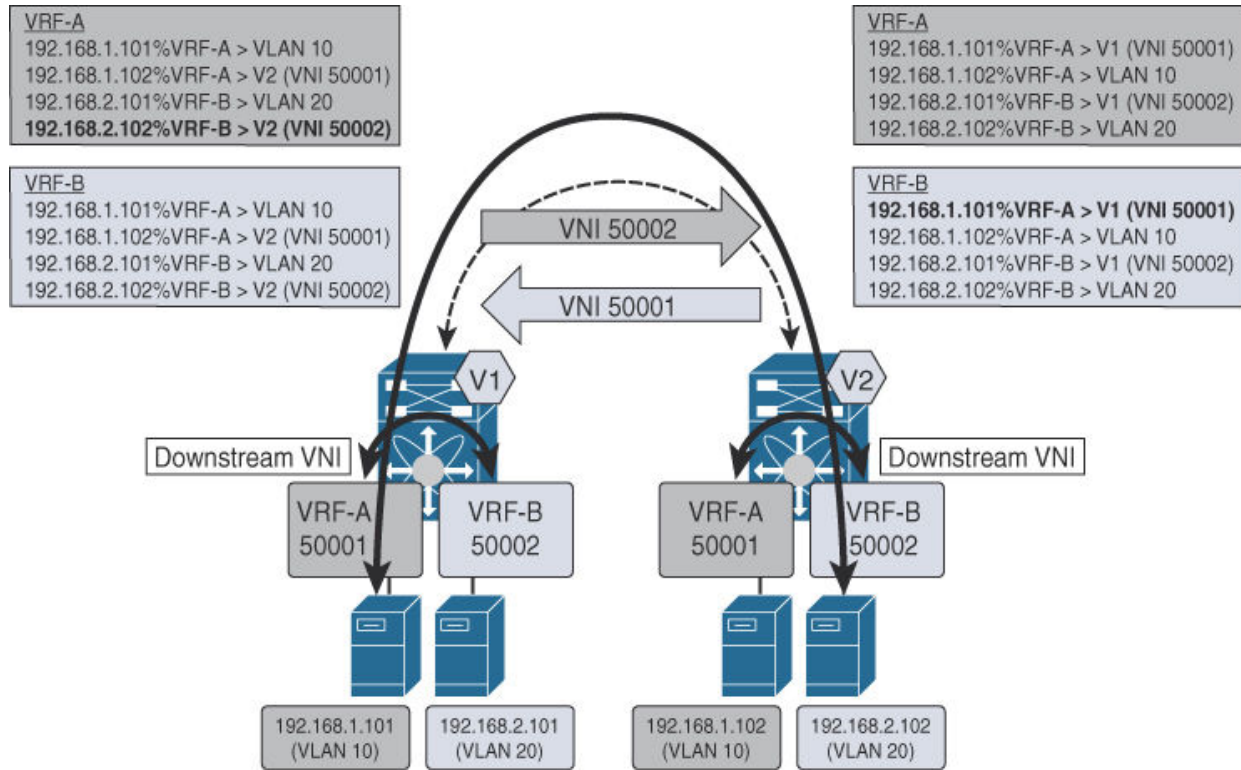 VRF-A
192.168.1.101%VRF-A > VLAN 10
192.168.1.102%VRF-A > V2 (VNI 50001)
192.168.2.101%VRF-B > VLAN 20
192.168.2.102%VRF-B > V2 (VNI 50002)
VRF-B
192.168.1.101%VRF-A > VLAN 10
192.168.1.102%VRF-A > V2 (VNI 50001)
192.168.2.101%VRF-B > VLAN 20
192.168.2.102%VRF-B > V2 (VNI 50002)
VRF-A
192.168.1.101%VRF-A > V1 (VNI 50001)
192.168.1.102%VRF-A > VLAN 10
192.168.2.101%VRF-B > V1 (VNI 50002)
192.168.2.102%VRF-B > VLAN 20
VRF-B
192.168.1.101%VRF-A > V1 (VNI 50001)
192.168.1.102%VRF-A > VLAN 10
192.168.2.101%VRF-B > V1 (VNI 50002)
192.168.2.102%VRF-B > VLAN 20
VNI 50002
VNI 50001
V1
V2
Downstream VNI
Downstream VNI
VRF-A
50001
VRF-B
50002
VRF-A
50001
VRF-B
50002
192.168.1.101
(VLAN 10)
192.168.2.101
(VLAN 20)
192.168.1.102
(VLAN 10)
192.168.2.102
(VLAN 20)